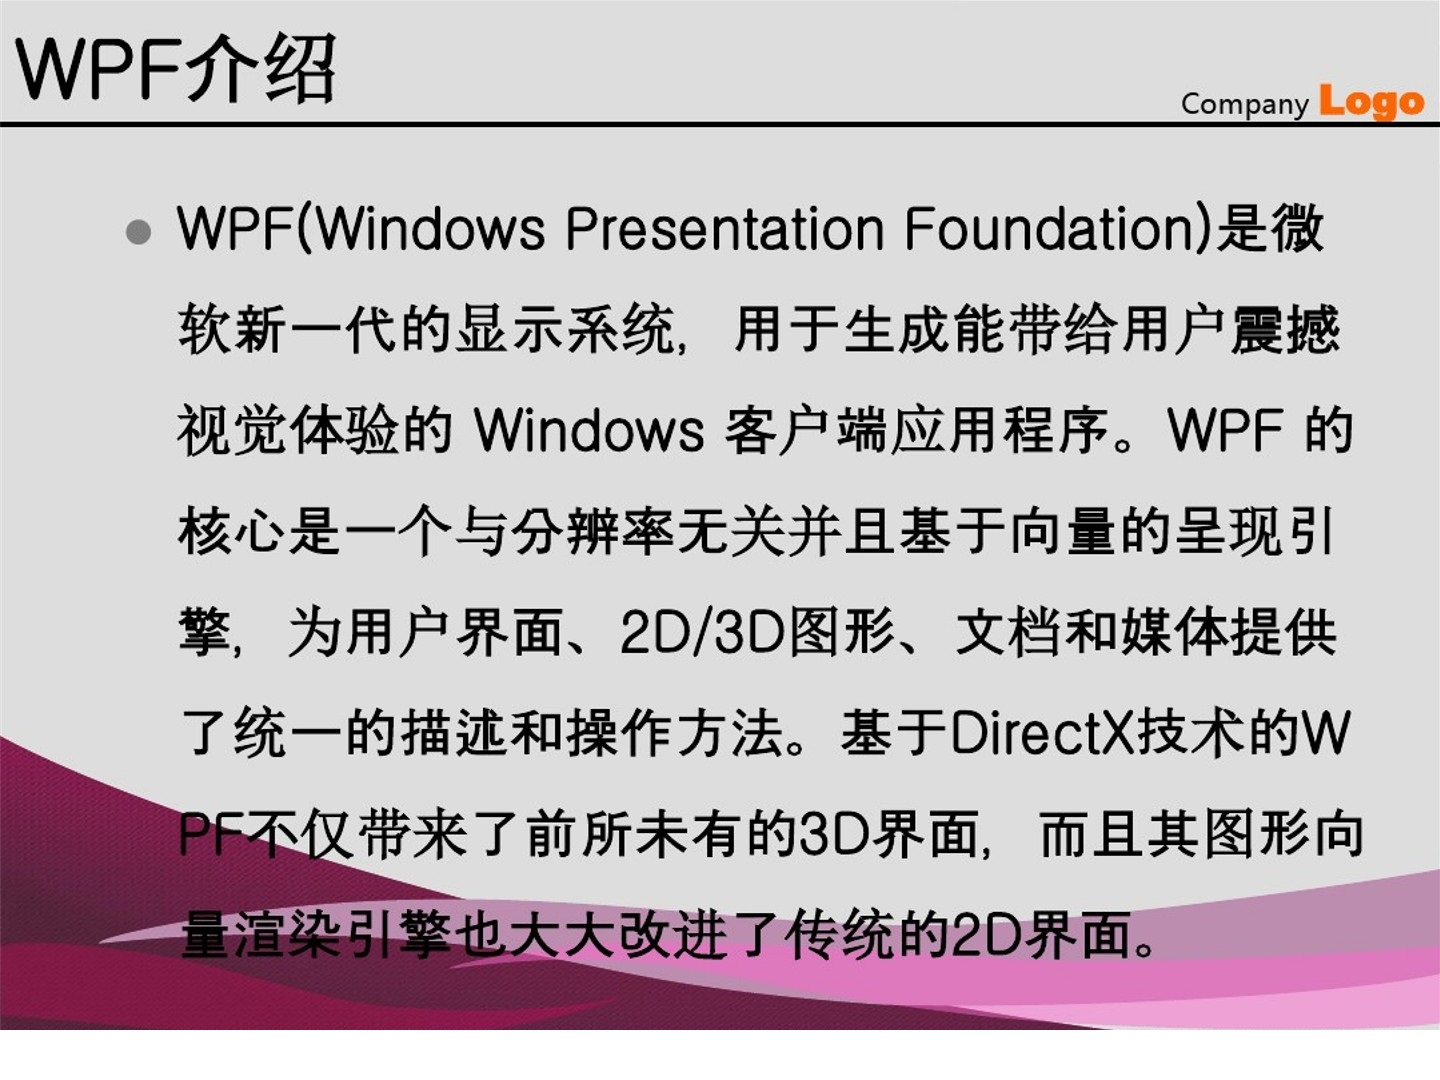 WPF介绍
Company Logo
WPF(Windows Presentation Foundation)是微
软新一代的显示系统，用于生成能带给用户震撼
视觉体验的 Windows 客户端应用程序。WPF 的
核心是一个与分辨率无关并且基于向量的呈现引
擎，为用户界面、2D/3D图形、文档和媒体提供
了统一的描述和操作方法。基于DirectX技术的W
PF不仅带来了前所未有的3D界面，而且其图形向
量渲染引擎也大大改进了传统的2D界面。